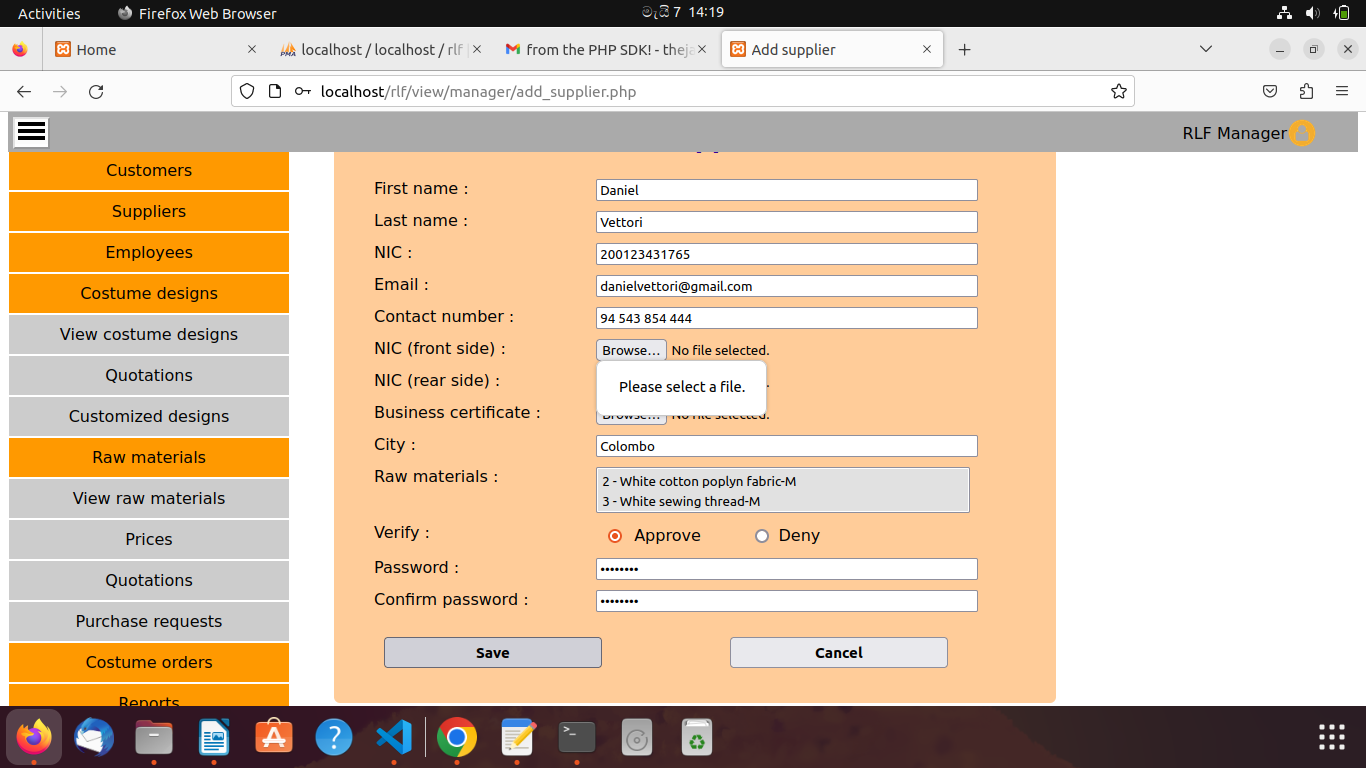 Activities Firefox Web Browser මැයි 7 14:19
Home localhost / localhost / rlf from the PHP SDK! - theja Add supplier
localhost/rlf/view/manager/add_supplier.php
RLF Manager
Customers
Suppliers
Employees
Costume designs
View costume designs
Quotations
Customized designs
Raw materials
View raw materials
Prices
Quotations
Purchase requests
Costume orders
Reports
First name : Daniel
Last name : Vettori
NIC : 200123431765
Email : danielvettori@gmail.com
Contact number : 94 543 854 444
NIC (front side) : Browse... No file selected.
NIC (rear side) :
Please select a file.
Business certificate : Browse... No file selected.
City : Colombo
Raw materials : 2 - White cotton poplyn fabric-M
3 - White sewing thread-M
Verify : Approve Deny
Password : ••••••••
Confirm password : ••••••••
Save Cancel